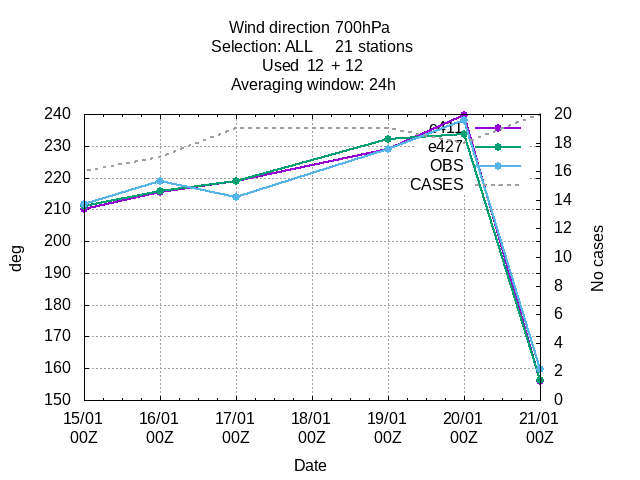 Wind direction 700hPa
Selection: ALL 21 stations
Used 12 + 12
Averaging window: 24h
240
230
220
210
200
190
180
170
160
150
20
18
16
14
12
10
8
6
4
2
0
e411
e427
OBS
CASES
deg
No cases
15/01 16/01 17/01 18/01 19/01 20/01 21/01
00Z 00Z 00Z 00Z 00Z 00Z 00Z
Date